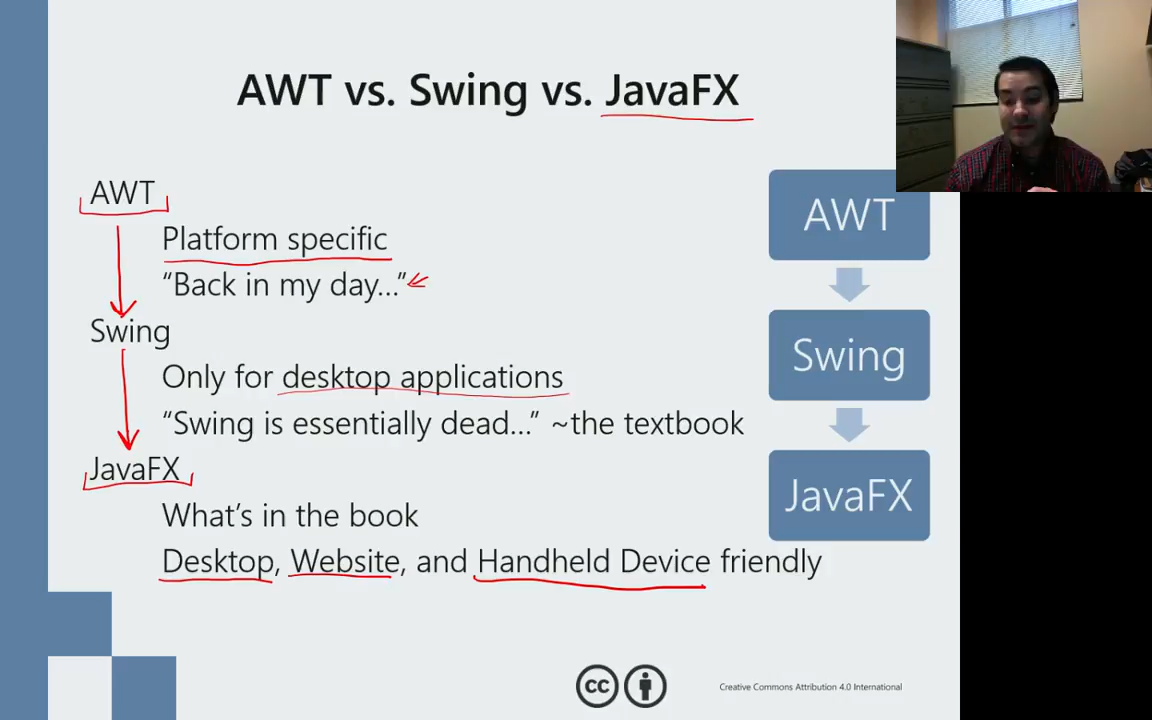 AWT vs. Swing vs. JavaFX
AWT
Platform specific
“Back in my day...”
Swing
Only for desktop applications
“Swing is essentially dead...” ~the textbook
JavaFX
What’s in the book
Desktop, Website, and Handheld Device friendly
AWT
Swing
JavaFX
cc
Creative Commons Attribution 4.0 International